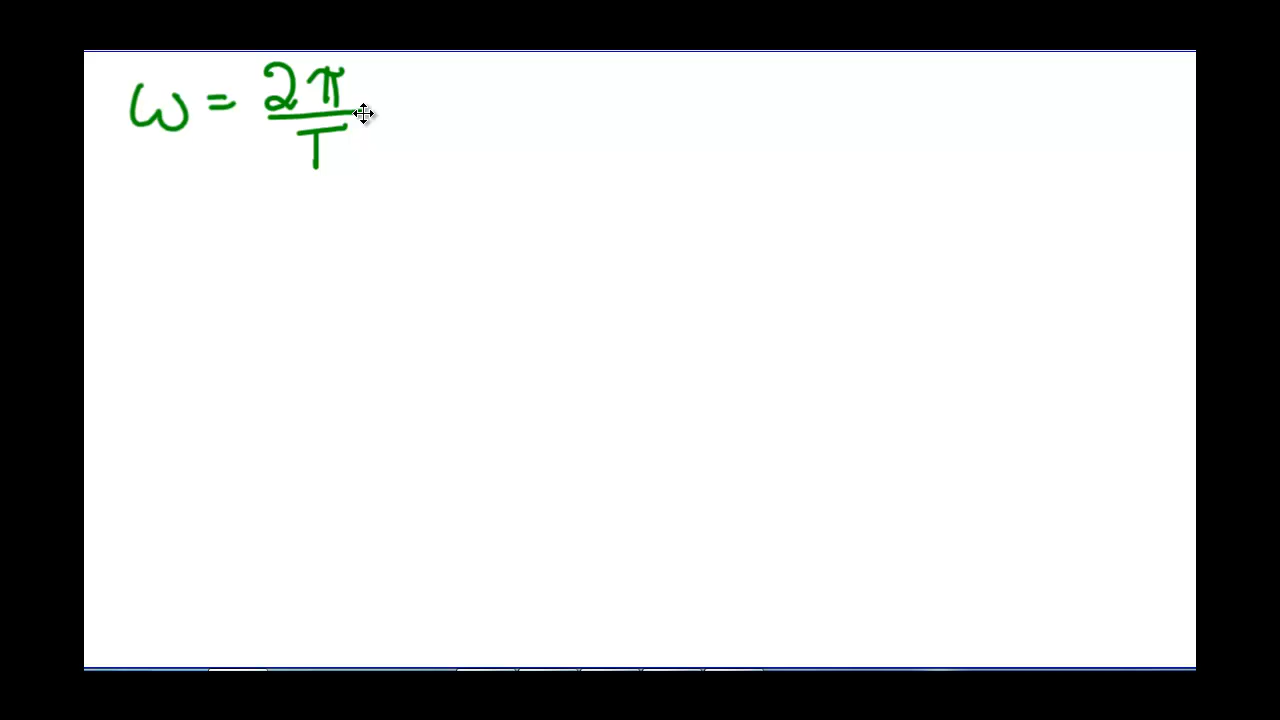 ω = 2π/T